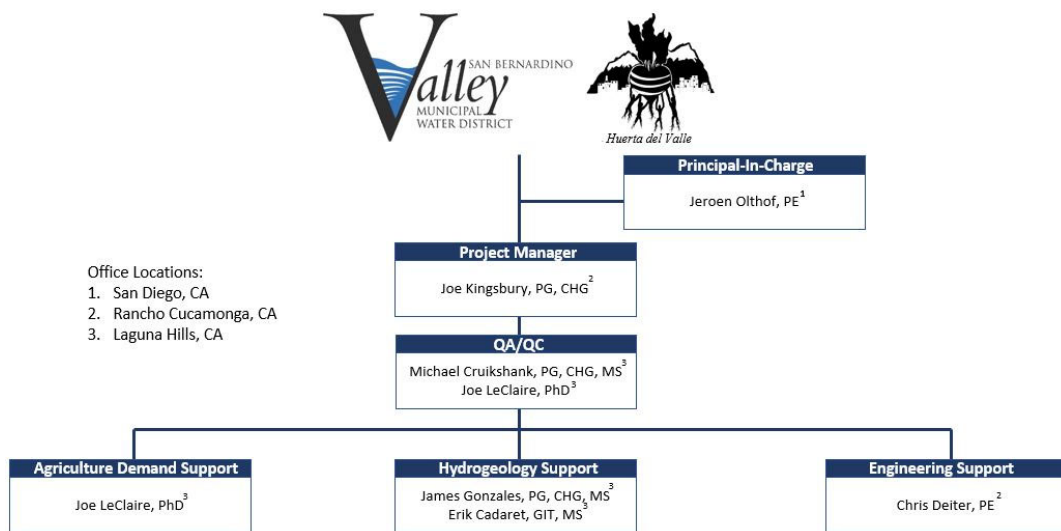 SAN BERNARDINO
Valley
MUNICIPAL
WATER DISTRICT
Huerta del Valle
Principal-In-Charge
Jeroen Olthof, PE1
Project Manager
Joe Kingsbury, PG, CHG2
Office Locations:
1. San Diego, CA
2. Rancho Cucamonga, CA
3. Laguna Hills, CA
QA/QC
Michael Cruikshank, PG, CHG, MS3
Joe LeClaire, PhD3
Agriculture Demand Support
Joe LeClaire, PhD3
Hydrogeology Support
James Gonzales, PG, CHG, MS3
Erik Cadaret, GIT, MS3
Engineering Support
Chris Deiter, PE2